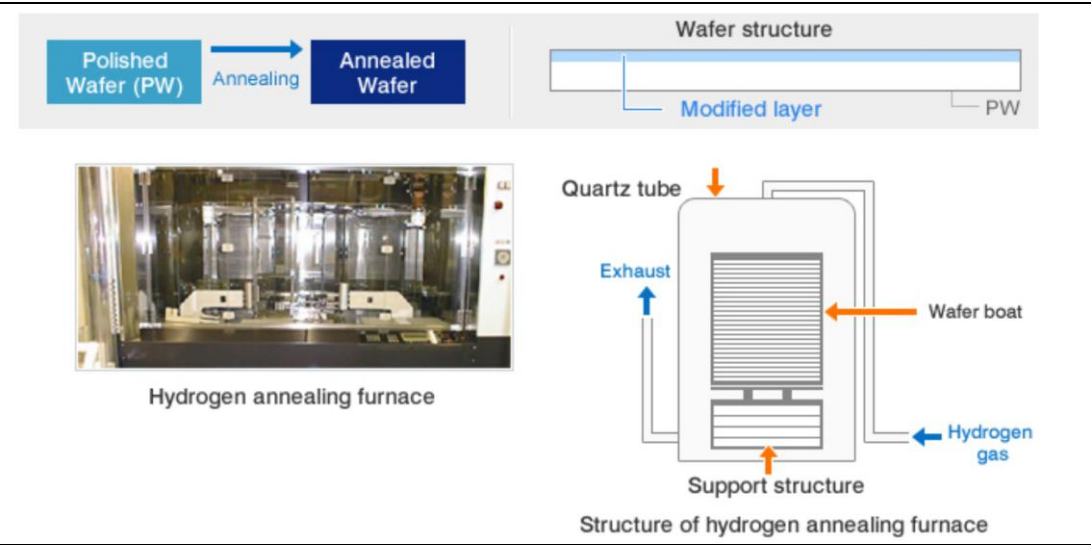 Polished
Wafer (PW)
Annealing
Annealed
Wafer
Wafer structure
Modified layer
PW
Quartz tube
Exhaust
Wafer boat
Hydrogen
gas
Support structure
Hydrogen annealing furnace
Structure of hydrogen annealing furnace